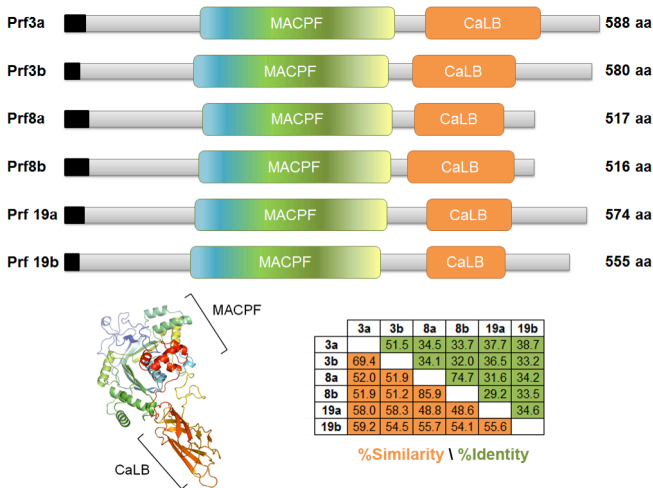 Prf3a MACPF CaLB 588 aa
Prf3b MACPF CaLB 580 aa
Prf8a MACPF CaLB 517 aa
Prf8b MACPF CaLB 516 aa
Prf 19a MACPF CaLB 574 aa
Prf 19b MACPF CaLB 555 aa
MACPF
CaLB
3a 3b 8a 8b 19a 19b
3a 51.5 34.5 33.7 37.7 38.7
3b 69.4 34.1 32.0 36.5 33.2
8a 52.0 51.9 74.7 31.6 34.2
8b 51.9 51.2 85.9 29.2 33.5
19a 58.0 58.3 48.8 48.6 34.6
19b 59.2 54.5 55.7 54.1 55.6
%Similarity \ %Identity